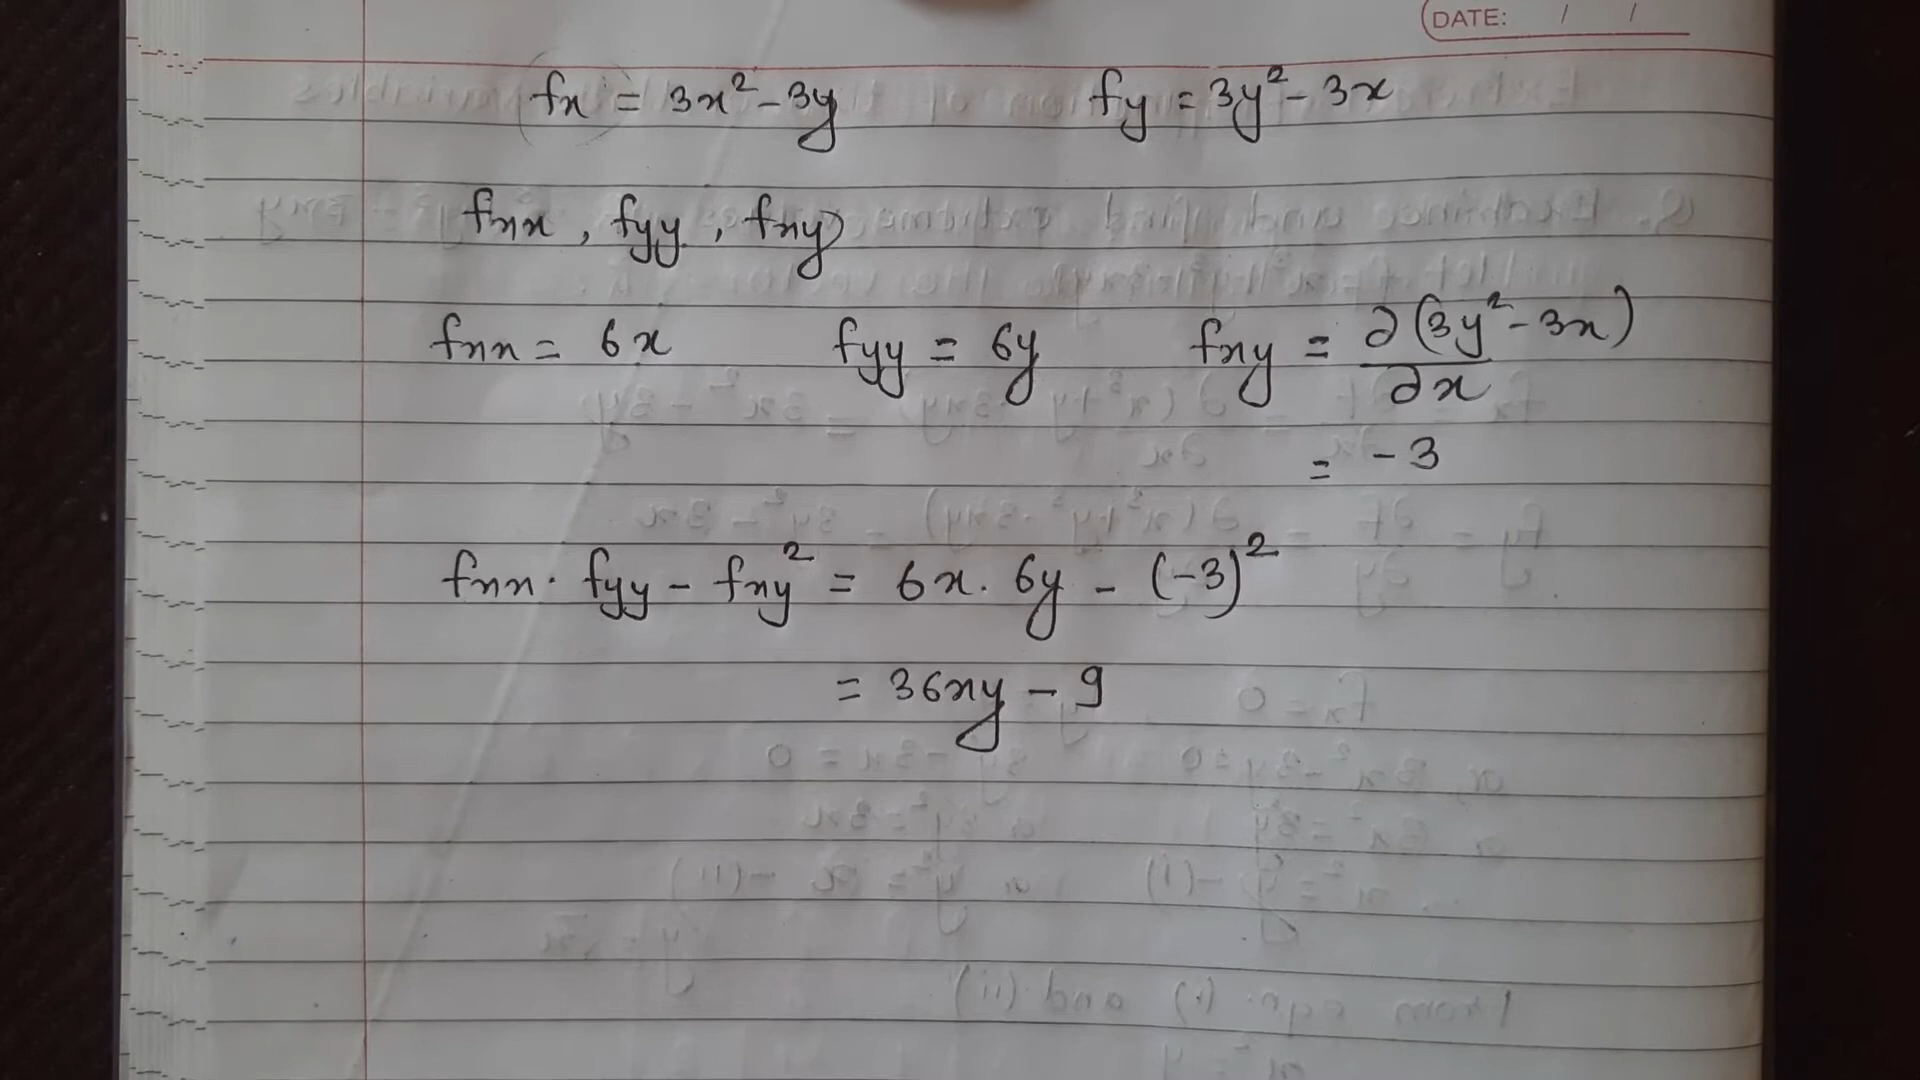 DATE: / /
fx = 3x² - 3y fy = 3y² - 3x
fxx , fyy , fxy
fxx = 6x fyy = 6y fxy = ∂(3y² - 3x)/∂x
= -3
fxx · fyy - fxy² = 6x · 6y - (-3)²
= 36xy - 9